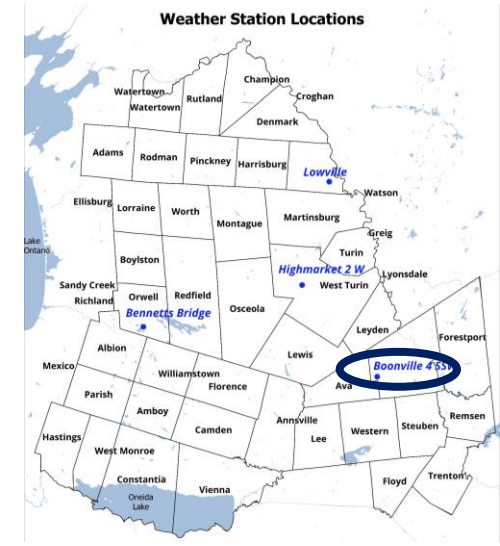 Weather Station Locations
Champion
Watertown
Rutland
Croghan
Watertown
Denmark
Adams
Rodman
Pinckney
Harrisburg
Lowville
Watson
Ellisburg
Lorraine
Worth
Montague
Martinsburg
Greig
Lake
Ontario
Turin
Boylston
Highmarket 2 W
Lyonsdale
Sandy Creek
West Turin
Richland
Orwell
Redfield
Osceola
Bennetts Bridge
Leyden
Forestport
Albion
Lewis
Mexico
Williamstown
Boonville 4 SSW
Florence
Ava
Parish
Amboy
Camden
Annsville
Remsen
Hastings
Lee
Western
Steuben
West Monroe
Constantia
Vienna
Floyd
Trenton
Oneida
Lake